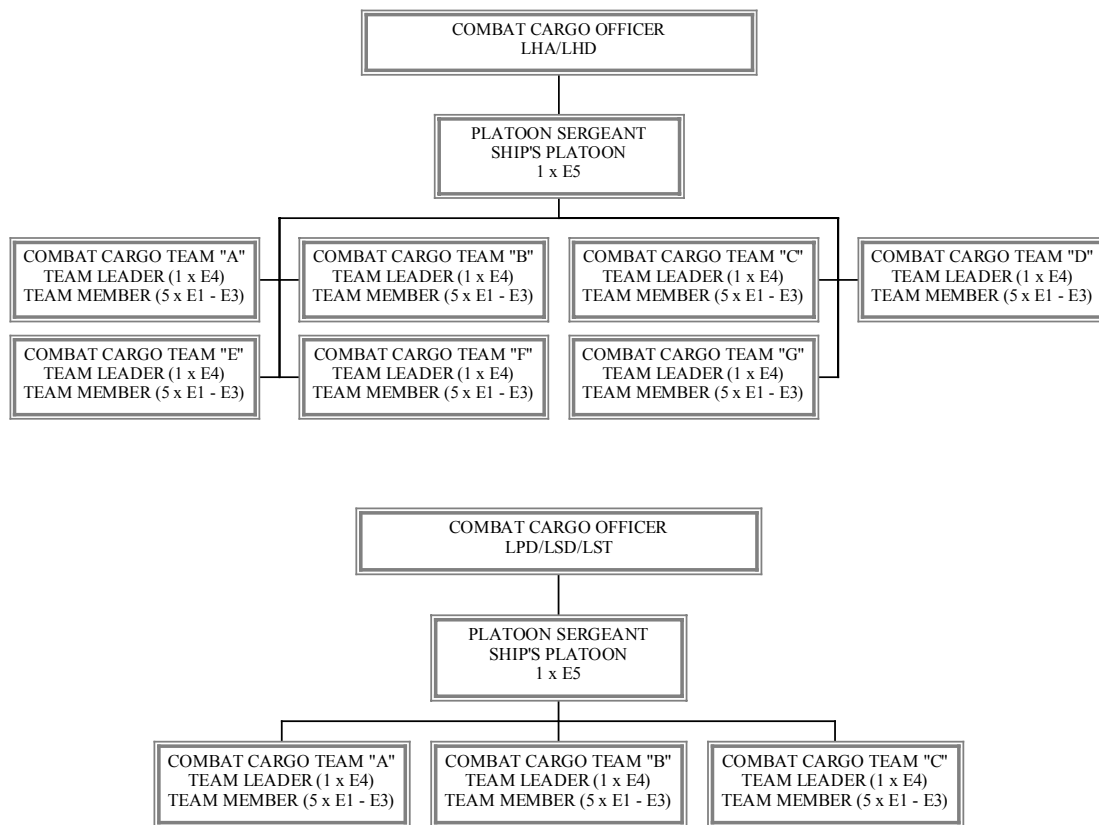 COMBAT CARGO OFFICER
LHA/LHD
PLATOON SERGEANT
SHIP'S PLATOON
1 x E5
COMBAT CARGO TEAM "A"
TEAM LEADER (1 x E4)
TEAM MEMBER (5 x E1 - E3)
COMBAT CARGO TEAM "B"
TEAM LEADER (1 x E4)
TEAM MEMBER (5 x E1 - E3)
COMBAT CARGO TEAM "C"
TEAM LEADER (1 x E4)
TEAM MEMBER (5 x E1 - E3)
COMBAT CARGO TEAM "D"
TEAM LEADER (1 x E4)
TEAM MEMBER (5 x E1 - E3)
COMBAT CARGO TEAM "E"
TEAM LEADER (1 x E4)
TEAM MEMBER (5 x E1 - E3)
COMBAT CARGO TEAM "F"
TEAM LEADER (1 x E4)
TEAM MEMBER (5 x E1 - E3)
COMBAT CARGO TEAM "G"
TEAM LEADER (1 x E4)
TEAM MEMBER (5 x E1 - E3)
COMBAT CARGO OFFICER
LPD/LSD/LST
PLATOON SERGEANT
SHIP'S PLATOON
1 x E5
COMBAT CARGO TEAM "A"
TEAM LEADER (1 x E4)
TEAM MEMBER (5 x E1 - E3)
COMBAT CARGO TEAM "B"
TEAM LEADER (1 x E4)
TEAM MEMBER (5 x E1 - E3)
COMBAT CARGO TEAM "C"
TEAM LEADER (1 x E4)
TEAM MEMBER (5 x E1 - E3)